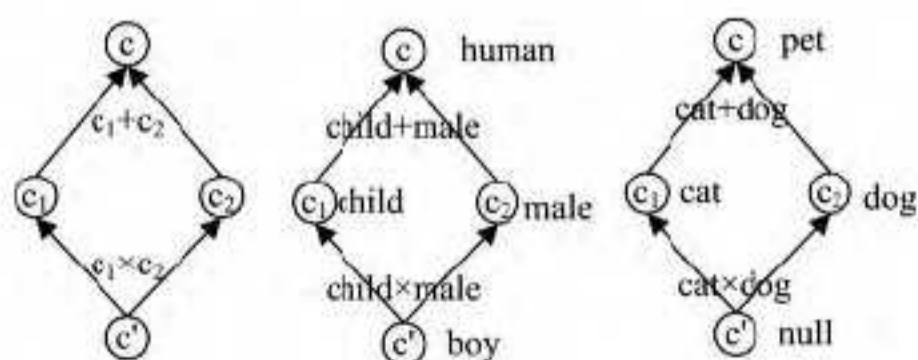 c
c₁+c₂
c₁ c₂
c₁×c₂
c'
c human
child+male
c₁ child c₂ male
child×male
c' boy
c pet
cat+dog
c₁ cat c₂ dog
cat×dog
c' null